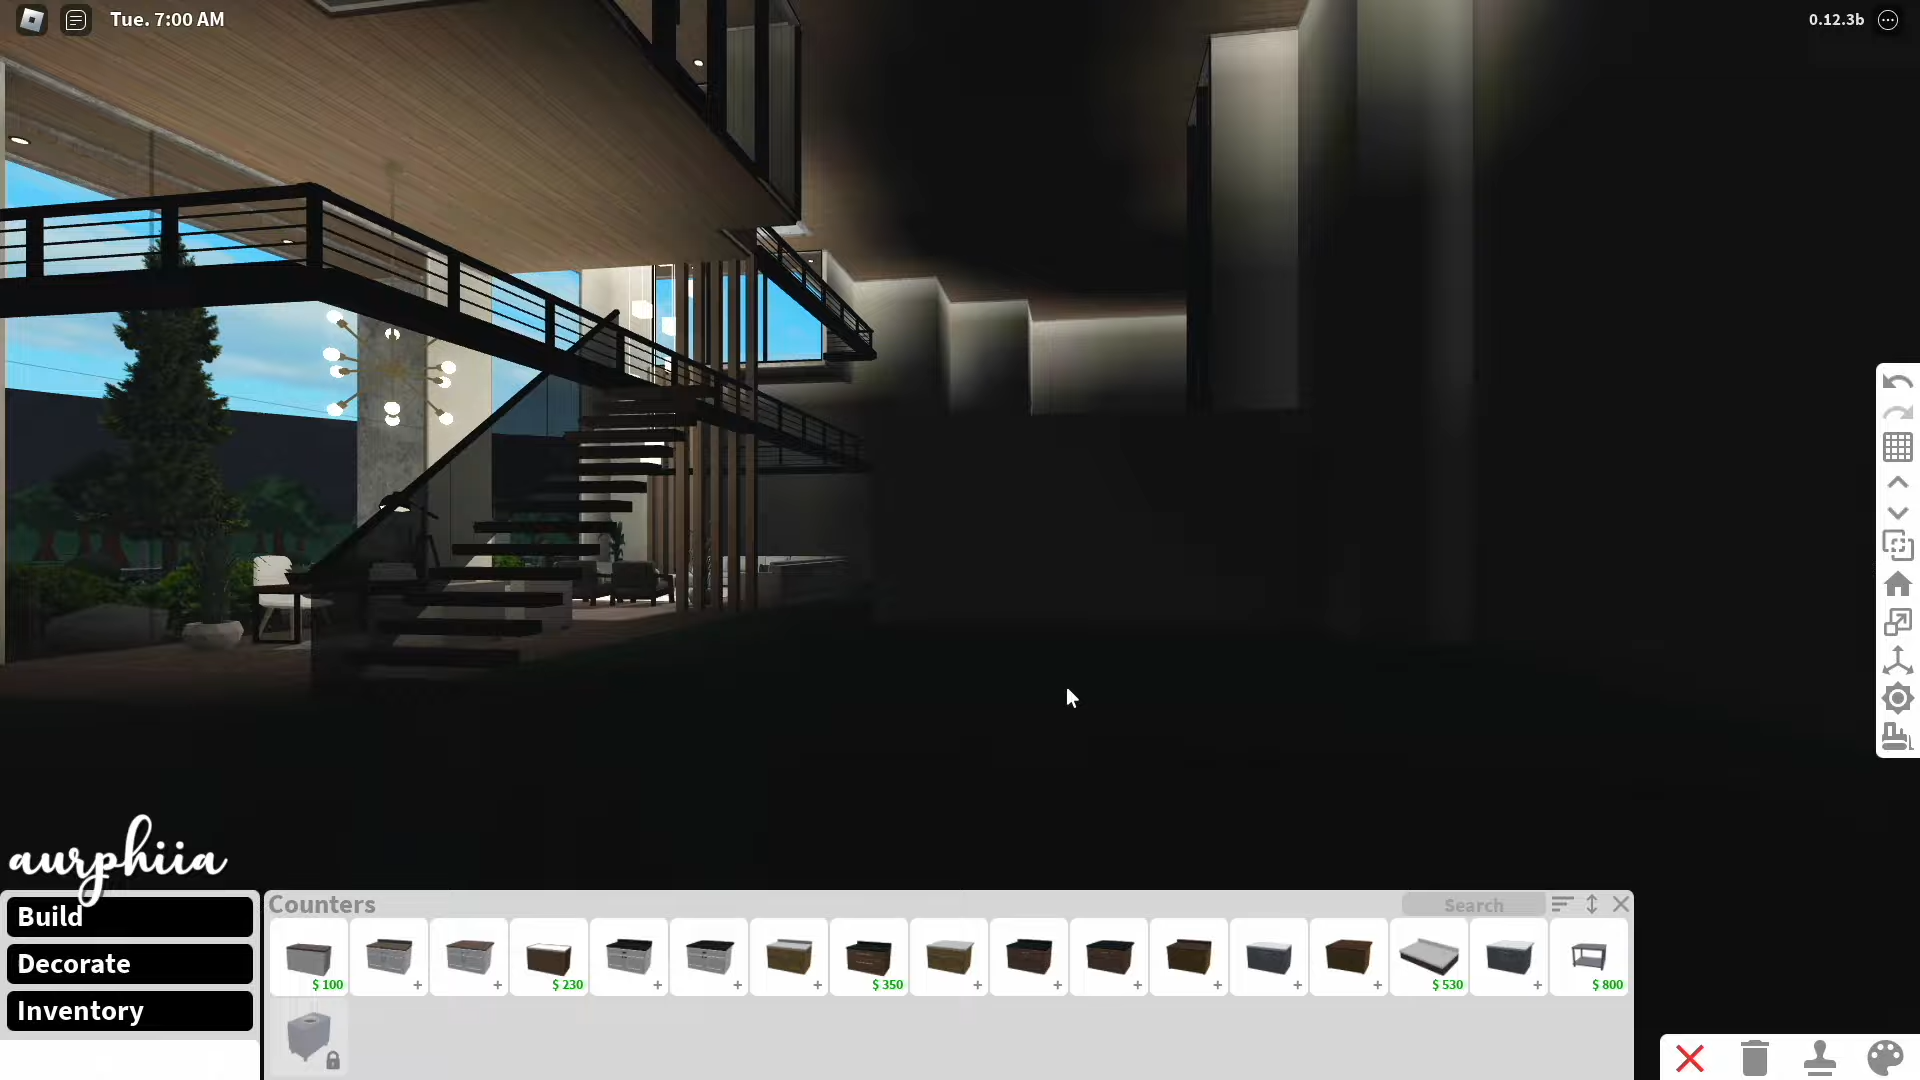 Tue. 7:00 AM
0.12.3b
aurphiia
Build
Decorate
Inventory
Counters
Search
$ 100
+
+
$ 230
+
+
+
$ 350
+
+
+
+
+
+
$ 530
+
$ 800